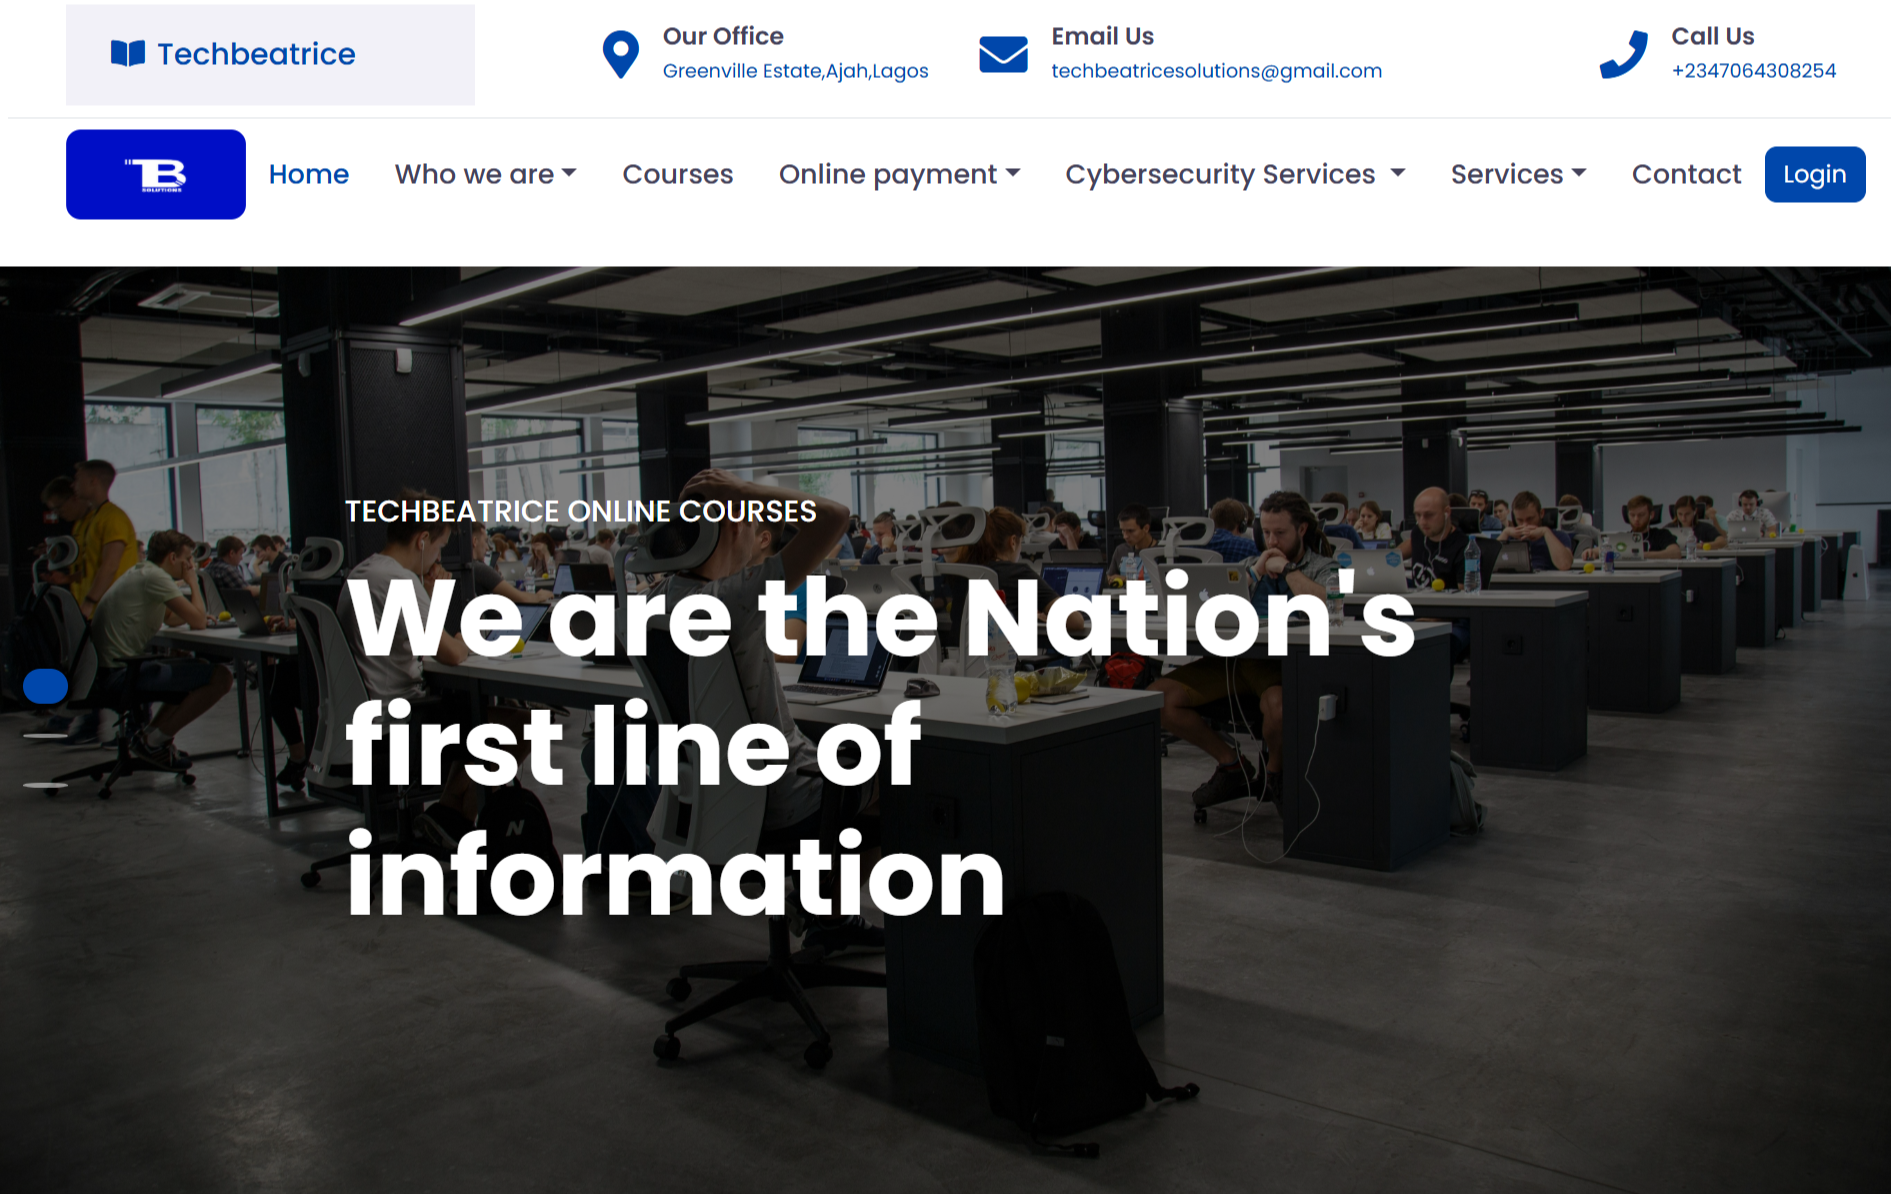 Techbeatrice
Our Office
Greenville Estate,Ajah,Lagos
Email Us
techbeatricesolutions@gmail.com
Call Us
+2347064308254
TB
SOLUTIONS
Home
Who we are
Courses
Online payment
Cybersecurity Services
Services
Contact
Login
TECHBEATRICE ONLINE COURSES
We are the Nation's
first line of
information
N